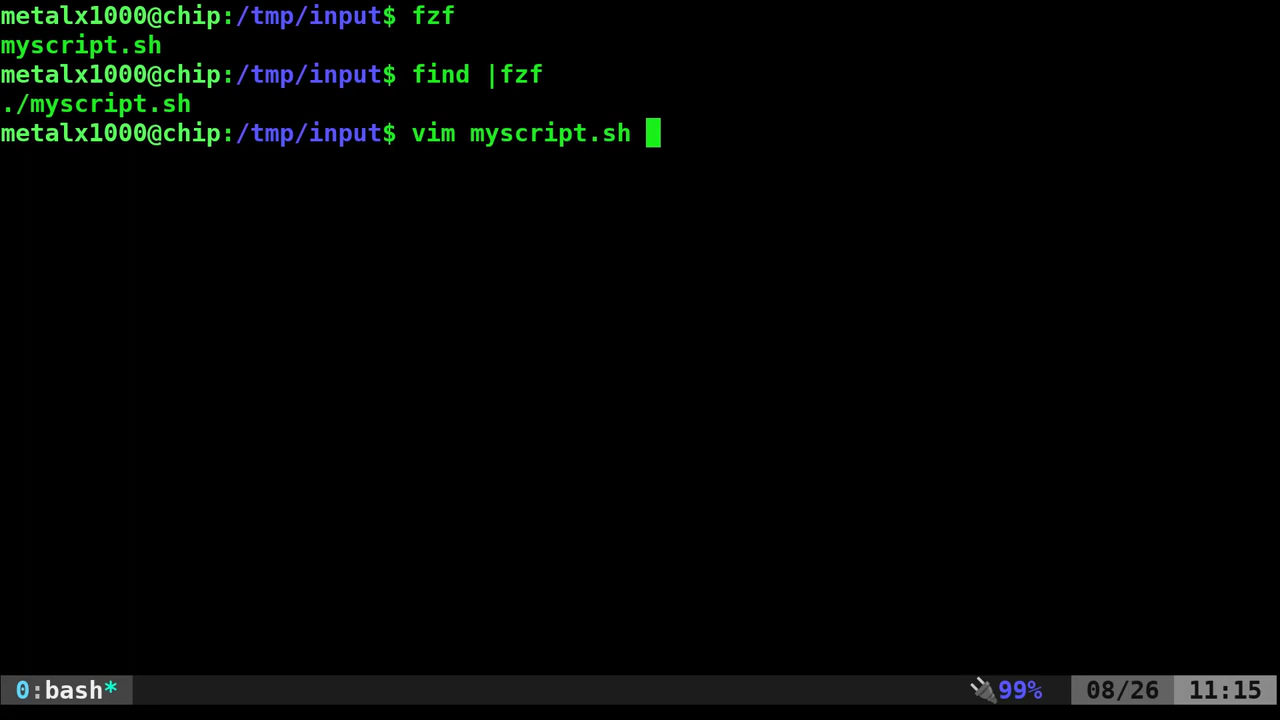 metalx1000@chip:/tmp/input$ fzf
myscript.sh
metalx1000@chip:/tmp/input$ find |fzf
./myscript.sh
metalx1000@chip:/tmp/input$ vim myscript.sh
0:bash* 99% 08/26 11:15